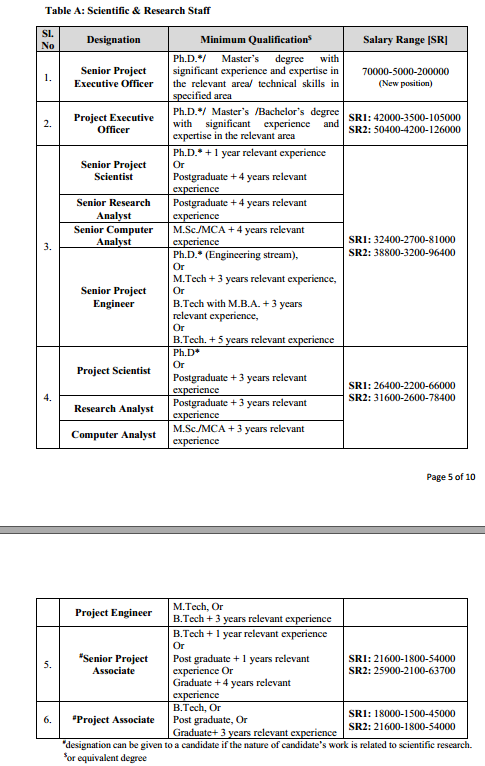 Table A: Scientific & Research Staff
Sl. No
Designation
Minimum Qualification$
Salary Range [SR]
1.
Senior Project
Executive Officer
Ph.D.*/ Master's degree with
significant experience and expertise in
the relevant area/ technical skills in
specified area
70000-5000-200000
(New position)
2.
Project Executive
Officer
Ph.D.*/ Master's /Bachelor's degree
with significant experience and
expertise in the relevant area
SR1: 42000-3500-105000
SR2: 50400-4200-126000
3.
Senior Project
Scientist
Ph.D.* + 1 year relevant experience
Or
Postgraduate + 4 years relevant
experience
Senior Research
Analyst
Postgraduate + 4 years relevant
experience
Senior Computer
Analyst
M.Sc./MCA + 4 years relevant
experience
Senior Project
Engineer
Ph.D.* (Engineering stream),
Or
M.Tech + 3 years relevant experience,
Or
B.Tech with M.B.A. + 3 years
relevant experience,
Or
B.Tech. + 5 years relevant experience
SR1: 32400-2700-81000
SR2: 38800-3200-96400
4.
Project Scientist
Ph.D*
Or
Postgraduate + 3 years relevant
experience
Research Analyst
Postgraduate + 3 years relevant
experience
Computer Analyst
M.Sc./MCA + 3 years relevant
experience
SR1: 26400-2200-66000
SR2: 31600-2600-78400
Page 5 of 10
Project Engineer
M.Tech, Or
B.Tech + 3 years relevant experience
5.
#Senior Project
Associate
B.Tech + 1 year relevant experience
Or
Post graduate + 1 years relevant
experience Or
Graduate + 4 years relevant
experience
SR1: 21600-1800-54000
SR2: 25900-2100-63700
6.
#Project Associate
B.Tech, Or
Post graduate, Or
Graduate+ 3 years relevant experience
SR1: 18000-1500-45000
SR2: 21600-1800-54000
#designation can be given to a candidate if the nature of candidate's work is related to scientific research.
$or equivalent degree